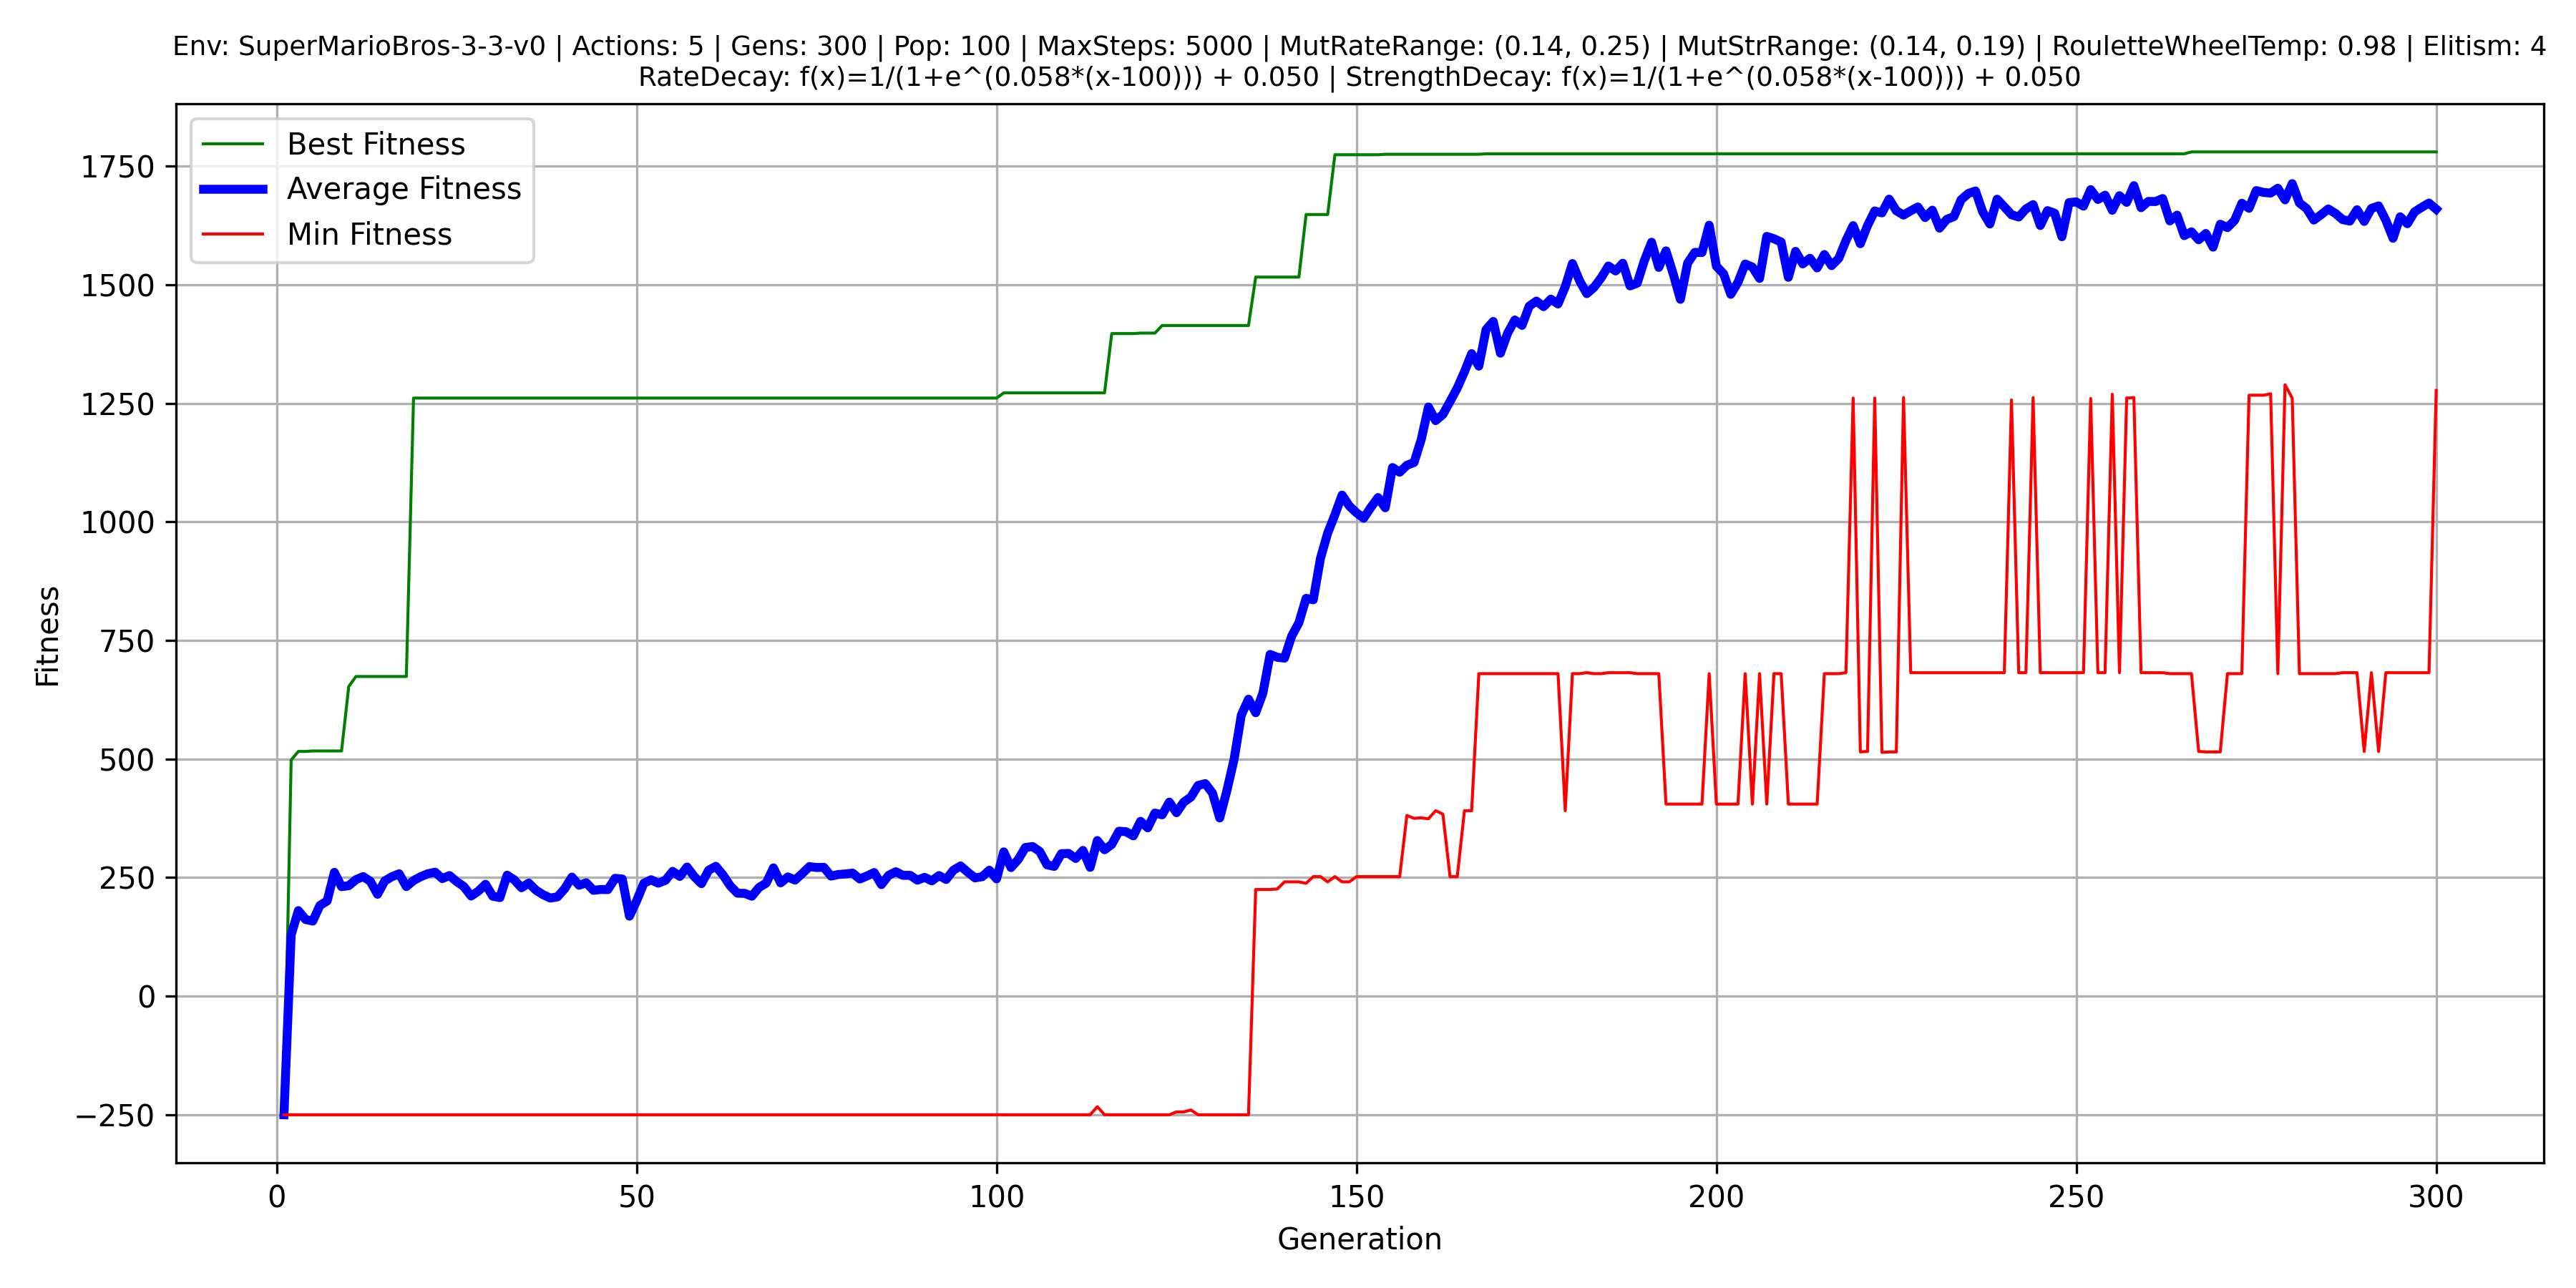 Env: SuperMarioBros-3-3-v0 | Actions: 5 | Gens: 300 | Pop: 100 | MaxSteps: 5000 | MutRateRange: (0.14, 0.25) | MutStrRange: (0.14, 0.19) | RouletteWheelTemp: 0.98 | Elitism: 4
RateDecay: f(x)=1/(1+e^(0.058*(x-100))) + 0.050 | StrengthDecay: f(x)=1/(1+e^(0.058*(x-100))) + 0.050
Best Fitness
Average Fitness
Min Fitness
Fitness
1750
1500
1250
1000
750
500
250
0
−250
0 50 100 150 200 250 300
Generation